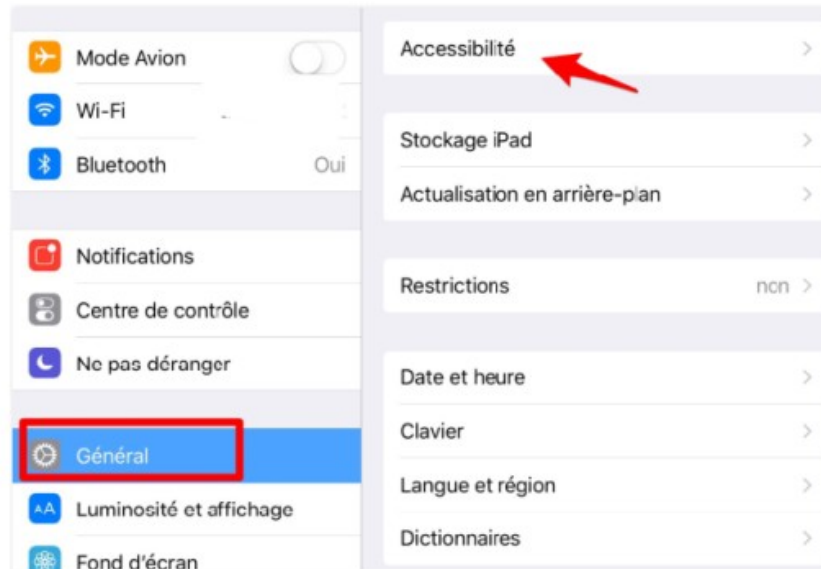 Mode Avion
Wi-Fi
Bluetooth Oui
Notifications
Centre de contrôle
Ne pas déranger
Général
AA Luminosité et affichage
Fond d'écran
Accessibilité
Stockage iPad
Actualisation en arrière-plan
Restrictions non
Date et heure
Clavier
Langue et région
Dictionnaires